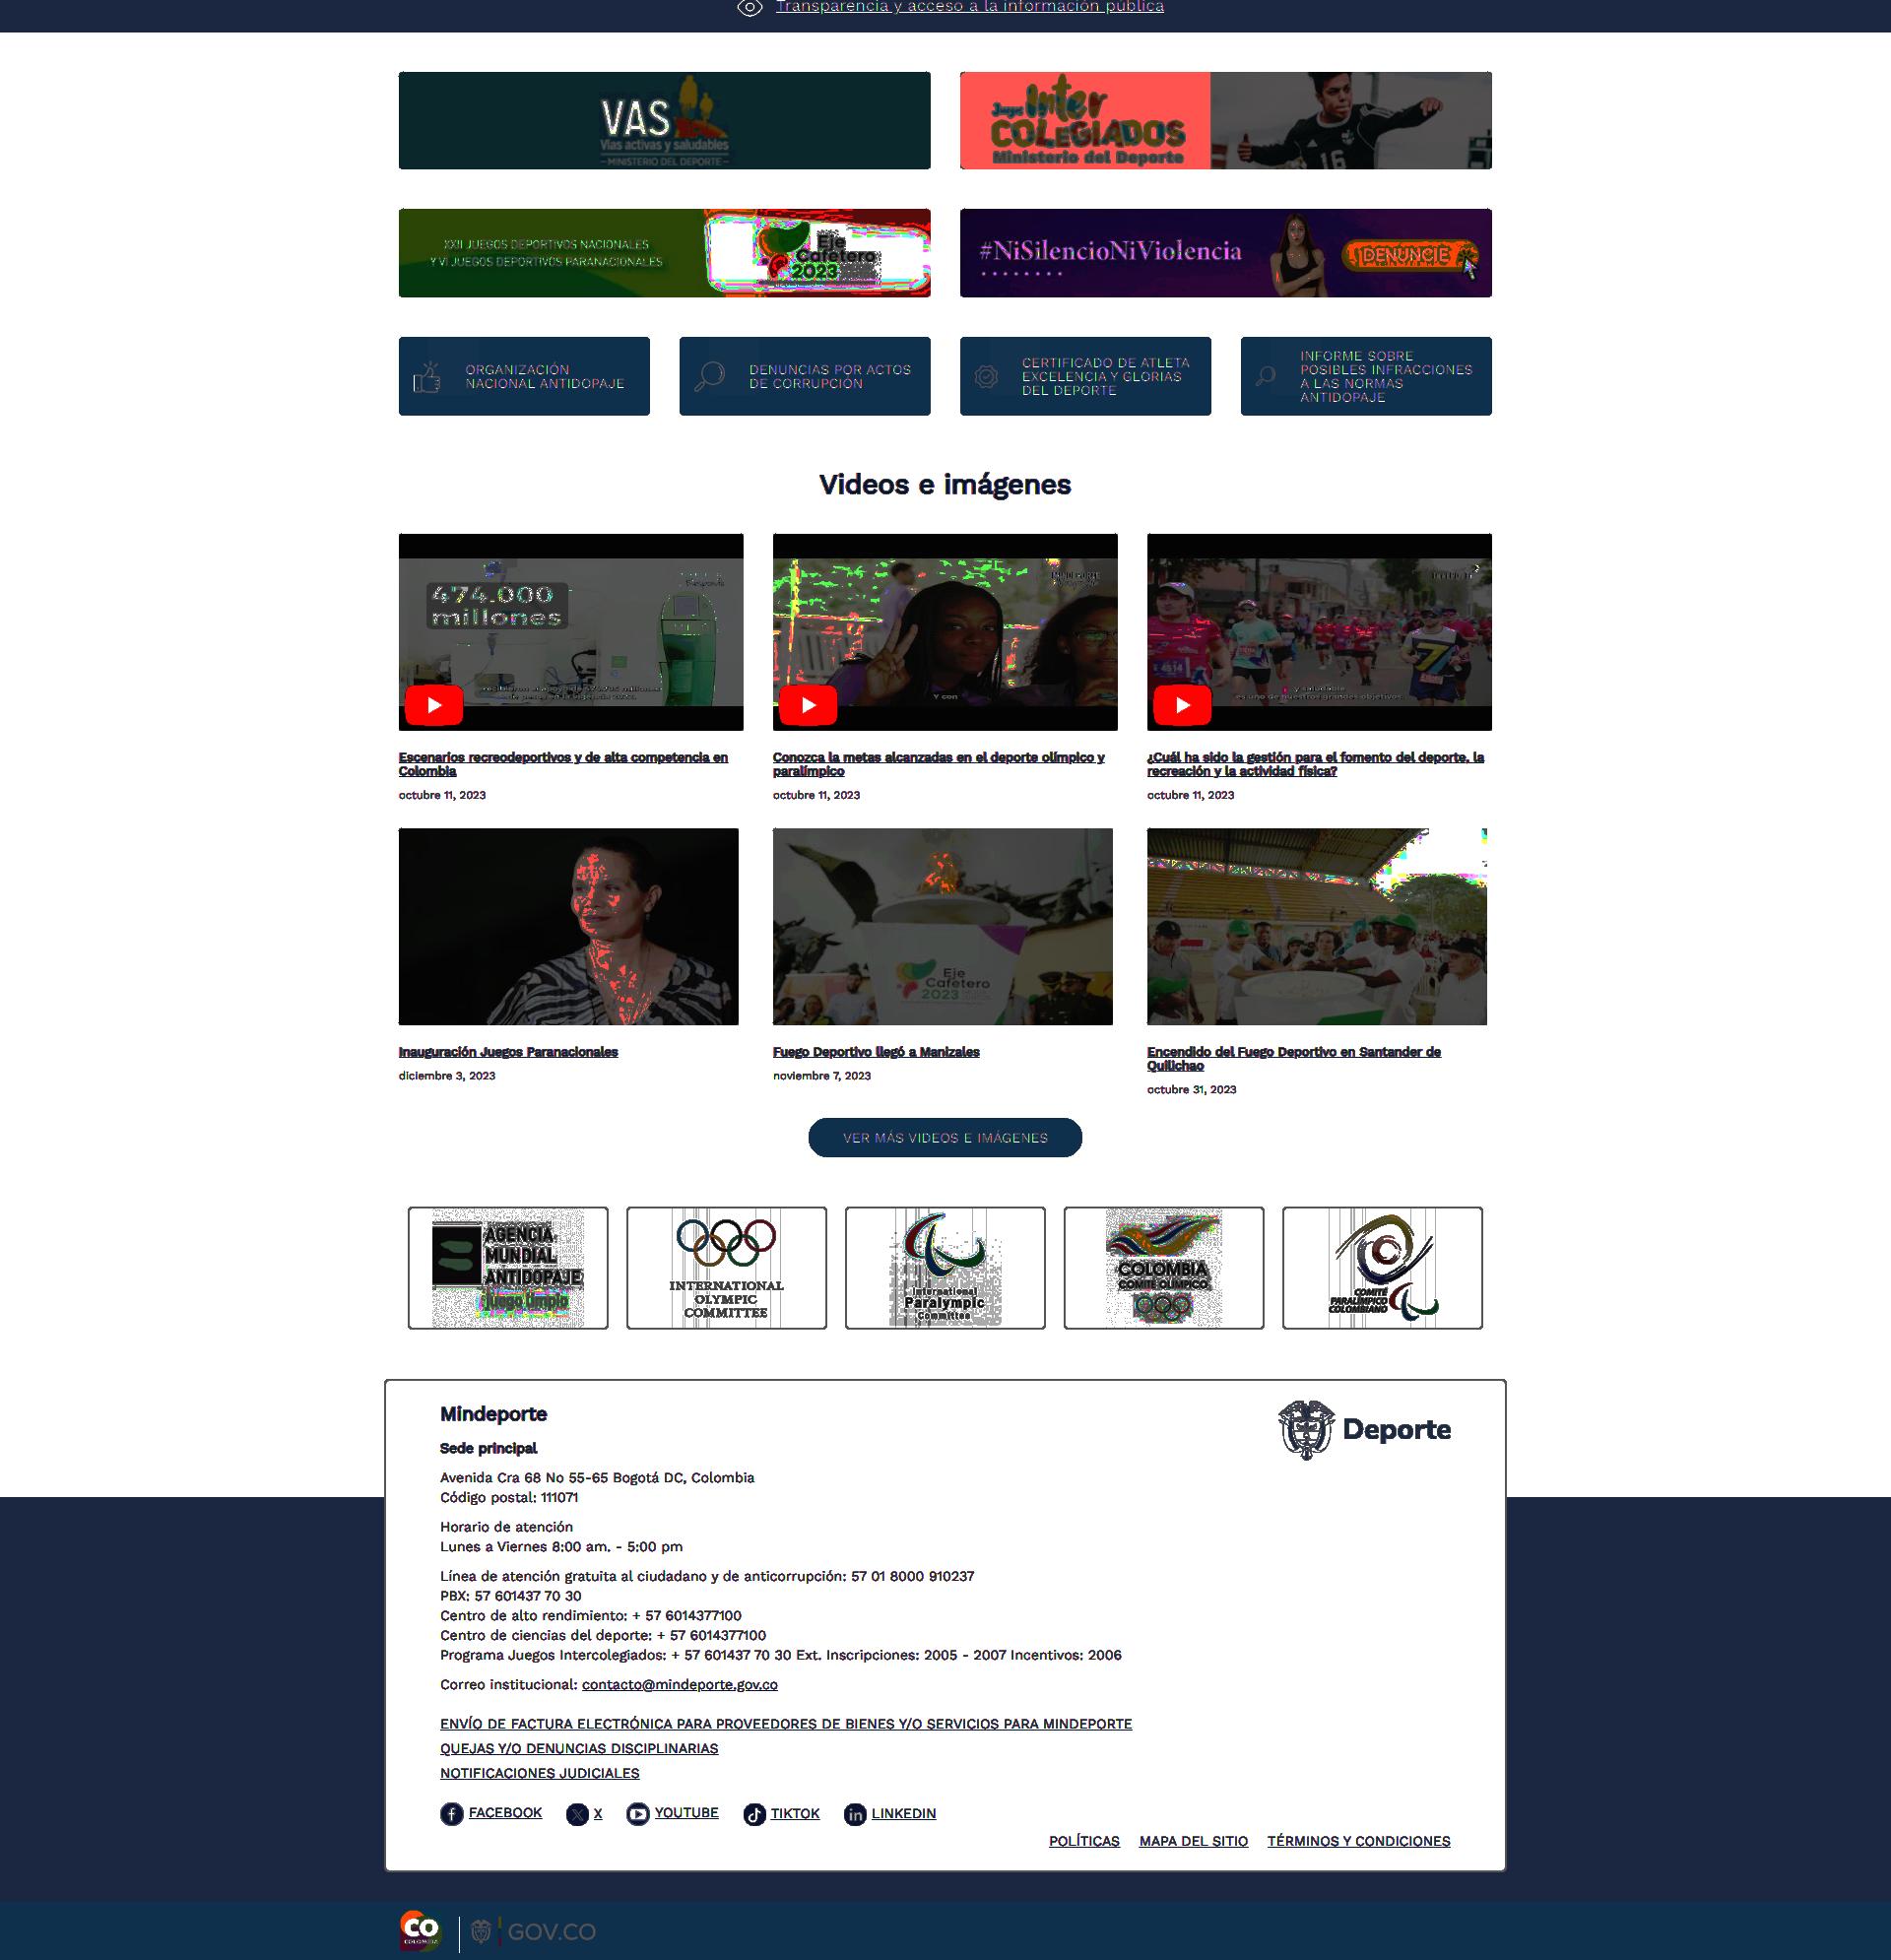 Transparencia y acceso a la información pública
VAS
Vías activas y saludables
MINISTERIO DEL DEPORTE
Juegos Inter
COLEGIADOS
Ministerio del Deporte
16
XXII JUEGOS DEPORTIVOS NACIONALES
Y VI JUEGOS DEPORTIVOS PARANACIONALES
Eje
Cafetero
2023
#NiSilencioNiViolencia
DENUNCIE
ORGANIZACIÓN
NACIONAL ANTIDOPAJE
DENUNCIAS POR ACTOS
DE CORRUPCIÓN
CERTIFICADO DE ATLETA
EXCELENCIA Y GLORIAS
DEL DEPORTE
INFORME SOBRE
POSIBLES INFRACCIONES
A LAS NORMAS
ANTIDOPAJE
Videos e imágenes
474.000
millones
Y con
4514
7
y saludable
es uno de nuestros grandes objetivos
Escenarios recreodeportivos y de alta competencia en
Colombia
octubre 11, 2023
Conozca la metas alcanzadas en el deporte olímpico y
paralímpico
octubre 11, 2023
¿Cuál ha sido la gestión para el fomento del deporte, la
recreación y la actividad física?
octubre 11, 2023
Eje
Cafetero
2023
Inauguración Juegos Paranacionales
diciembre 3, 2023
Fuego Deportivo llegó a Manizales
noviembre 7, 2023
Encendido del Fuego Deportivo en Santander de
Quilichao
octubre 31, 2023
VER MÁS VIDEOS E IMÁGENES
AGENCIA
MUNDIAL
ANTIDOPAJE
juego limpio
INTERNATIONAL
OLYMPIC
COMMITTEE
International
Paralympic
Committee
COLOMBIA
COMITÉ OLÍMPICO
COMITÉ
PARALÍMPICO
COLOMBIANO
Mindeporte
Deporte
Sede principal
Avenida Cra 68 No 55-65 Bogotá DC, Colombia
Código postal: 111071
Horario de atención
Lunes a Viernes 8:00 am. - 5:00 pm
Línea de atención gratuita al ciudadano y de anticorrupción: 57 01 8000 910237
PBX: 57 601437 70 30
Centro de alto rendimiento: + 57 6014377100
Centro de ciencias del deporte: + 57 6014377100
Programa Juegos Intercolegiados: + 57 601437 70 30 Ext. Inscripciones: 2005 - 2007 Incentivos: 2006
Correo institucional: contacto@mindeporte.gov.co
ENVÍO DE FACTURA ELECTRÓNICA PARA PROVEEDORES DE BIENES Y/O SERVICIOS PARA MINDEPORTE
QUEJAS Y/O DENUNCIAS DISCIPLINARIAS
NOTIFICACIONES JUDICIALES
FACEBOOK X YOUTUBE TIKTOK LINKEDIN
POLÍTICAS MAPA DEL SITIO TÉRMINOS Y CONDICIONES
CO
COLOMBIA
GOV.CO